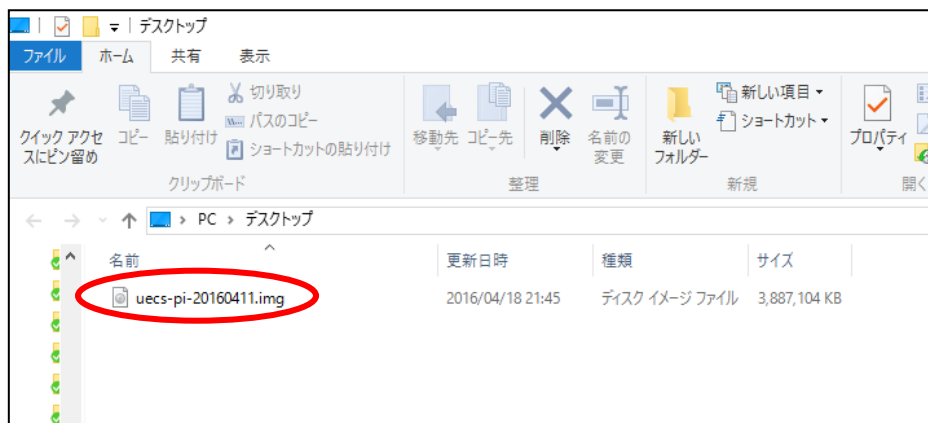 デスクトップ
ファイル ホーム 共有 表示
クイック アクセスにピン留め
コピー
貼り付け
切り取り
パスのコピー
ショートカットの貼り付け
クリップボード
移動先
コピー先
削除
名前の変更
整理
新しいフォルダー
新しい項目
ショートカット
新規
プロパティ
開く
PC > デスクトップ
名前 更新日時 種類 サイズ
uecs-pi-20160411.img 2016/04/18 21:45 ディスク イメージ ファイル 3,887,104 KB